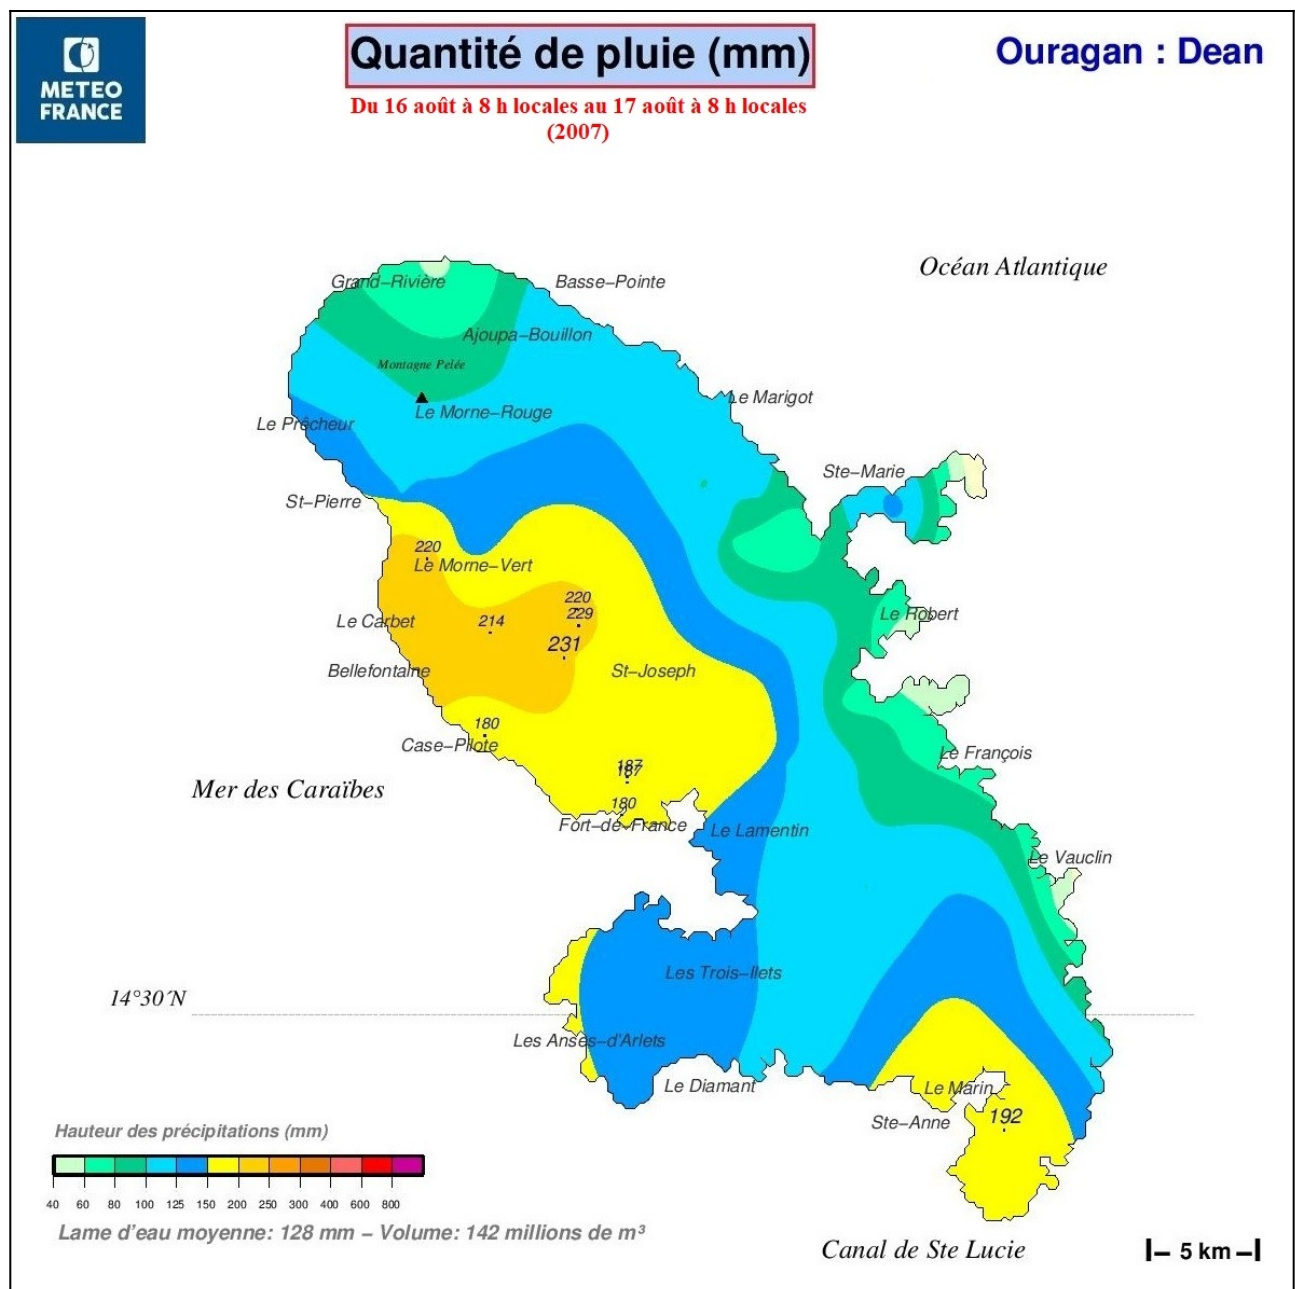 METEO
FRANCE
Quantité de pluie (mm)
Ouragan : Dean
Du 16 août à 8 h locales au 17 août à 8 h locales
(2007)
Océan Atlantique
Grand–Rivière
Basse–Pointe
Ajoupa–Bouillon
Montagne Pelée
Le Marigot
Le Morne–Rouge
Le Prêcheur
Ste–Marie
St–Pierre
220
Le Morne–Vert
220
229
Le Carbet
214
Le Robert
231
Bellefontaine
St–Joseph
180
Case–Pilote
Le François
187
187
Mer des Caraïbes
180
Fort–de–France
Le Lamentin
Le Vauclin
Les Trois–Ilets
14°30´N
Les Anses–d'Arlets
Le Diamant
Le Marin
Ste–Anne
192
Hauteur des précipitations (mm)
40 60 80 100 125 150 200 250 300 400 600 800
Lame d'eau moyenne: 128 mm – Volume: 142 millions de m³
Canal de Ste Lucie
5 km